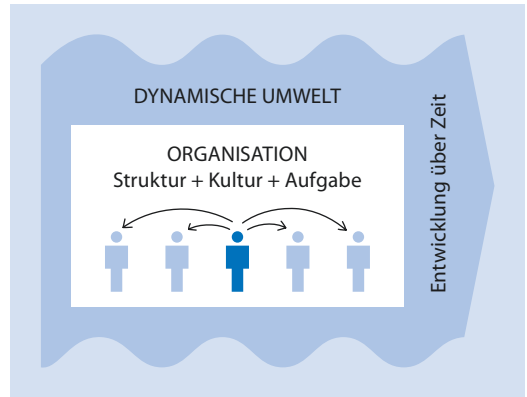 DYNAMISCHE UMWELT
ORGANISATION
Struktur + Kultur + Aufgabe
Entwicklung über Zeit